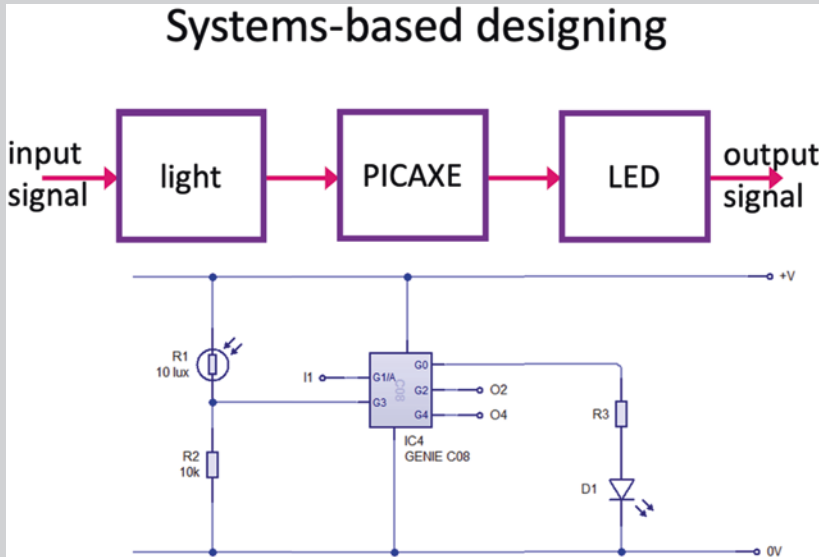 Systems-based designing
input
signal
light
PICAXE
LED
output
signal
+V
R1
10 lux
I1
G1/A
G3
C08
G0
G2
G4
O2
O4
R3
IC4
GENIE C08
R2
10k
D1
0V